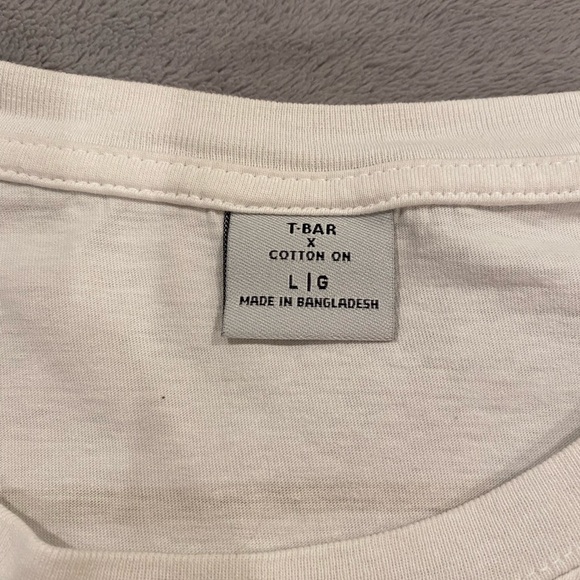 T-BAR
X
COTTON ON
L | G
MADE IN BANGLADESH